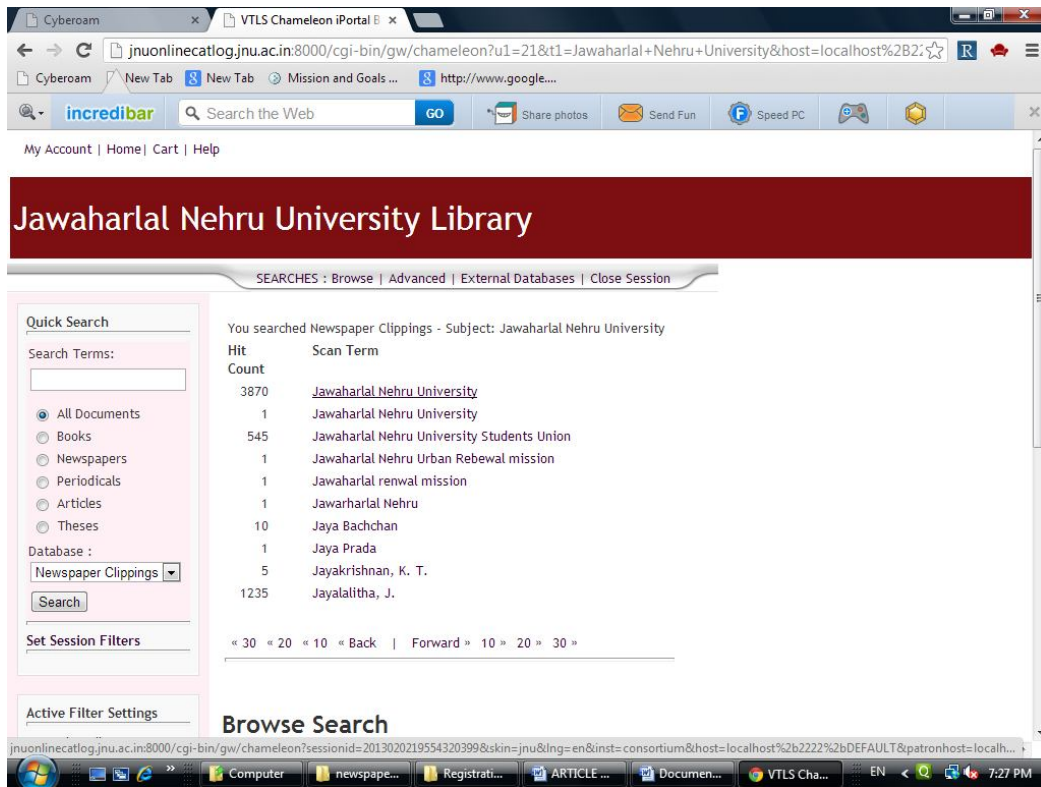 Cyberoam × VTLS Chameleon iPortal B ×
jnuonlinecatlog.jnu.ac.in:8000/cgi-bin/gw/chameleon?u1=21&t1=Jawaharlal+Nehru+University&host=localhost%2B22 R
Cyberoam New Tab 8 New Tab Mission and Goals ... 8 http://www.google....
incredibar Search the Web GO Share photos Send Fun Speed PC ×
My Account | Home| Cart | Help
Jawaharlal Nehru University Library
SEARCHES : Browse | Advanced | External Databases | Close Session
Quick Search
Search Terms:
All Documents
Books
Newspapers
Periodicals
Articles
Theses
Database :
Newspaper Clippings
Search
Set Session Filters
Active Filter Settings
You searched Newspaper Clippings - Subject: Jawaharlal Nehru University
Hit Count Scan Term
3870 Jawaharlal Nehru University
1 Jawaharlal Nehru University
545 Jawaharlal Nehru University Students Union
1 Jawaharlal Nehru Urban Rebewal mission
1 Jawaharlal renwal mission
1 Jawarharlal Nehru
10 Jaya Bachchan
1 Jaya Prada
5 Jayakrishnan, K. T.
1235 Jayalalitha, J.
« 30 « 20 « 10 « Back | Forward » 10 » 20 » 30 »
Browse Search
jnuonlinecatlog.jnu.ac.in:8000/cgi-bin/gw/chameleon?sessionid=2013020219554320399&skin=jnu&lng=en&inst=consortium&host=localhost%2b2222%2bDEFAULT&patronhost=localh...
» Computer newspape... Registrati... ARTICLE ... Documen... VTLS Cha... EN < 7:27 PM